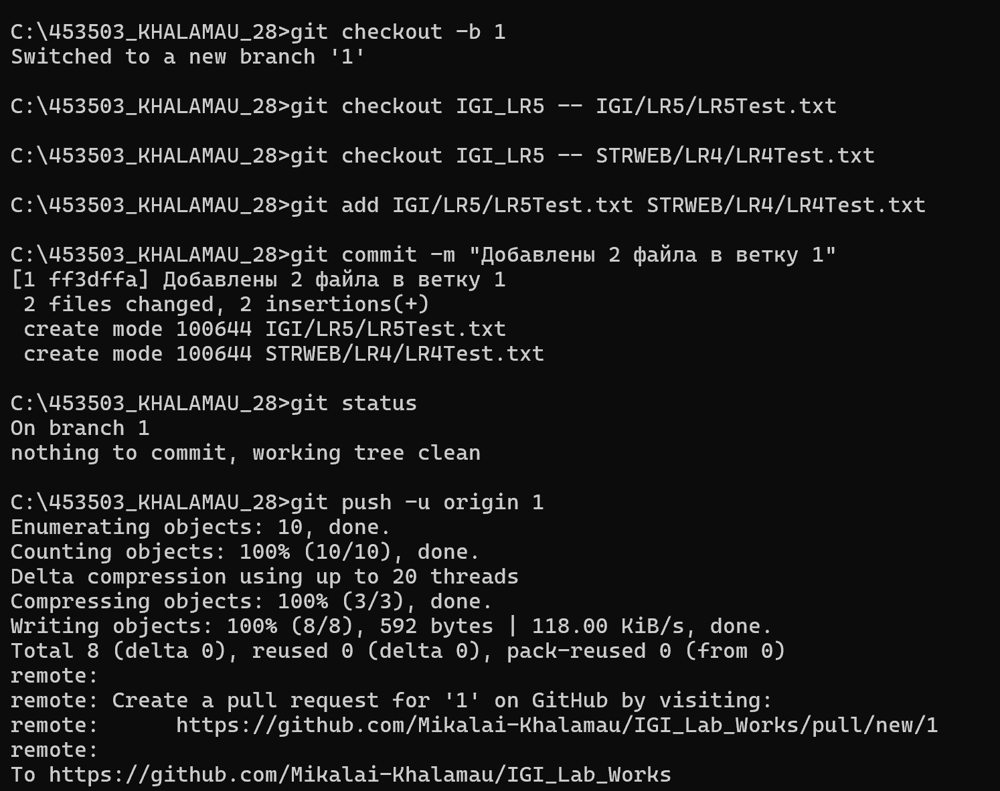 C:\453503_KHALAMAU_28>git checkout -b 1
Switched to a new branch '1'
C:\453503_KHALAMAU_28>git checkout IGI_LR5 -- IGI/LR5/LR5Test.txt
C:\453503_KHALAMAU_28>git checkout IGI_LR5 -- STRWEB/LR4/LR4Test.txt
C:\453503_KHALAMAU_28>git add IGI/LR5/LR5Test.txt STRWEB/LR4/LR4Test.txt
C:\453503_KHALAMAU_28>git commit -m "Добавлены 2 файла в ветку 1"
[1 ff3dffa] Добавлены 2 файла в ветку 1
 2 files changed, 2 insertions(+)
 create mode 100644 IGI/LR5/LR5Test.txt
 create mode 100644 STRWEB/LR4/LR4Test.txt
C:\453503_KHALAMAU_28>git status
On branch 1
nothing to commit, working tree clean
C:\453503_KHALAMAU_28>git push -u origin 1
Enumerating objects: 10, done.
Counting objects: 100% (10/10), done.
Delta compression using up to 20 threads
Compressing objects: 100% (3/3), done.
Writing objects: 100% (8/8), 592 bytes | 118.00 KiB/s, done.
Total 8 (delta 0), reused 0 (delta 0), pack-reused 0 (from 0)
remote:
remote: Create a pull request for '1' on GitHub by visiting:
remote:      https://github.com/Mikalai-Khalamau/IGI_Lab_Works/pull/new/1
remote:
To https://github.com/Mikalai-Khalamau/IGI_Lab_Works